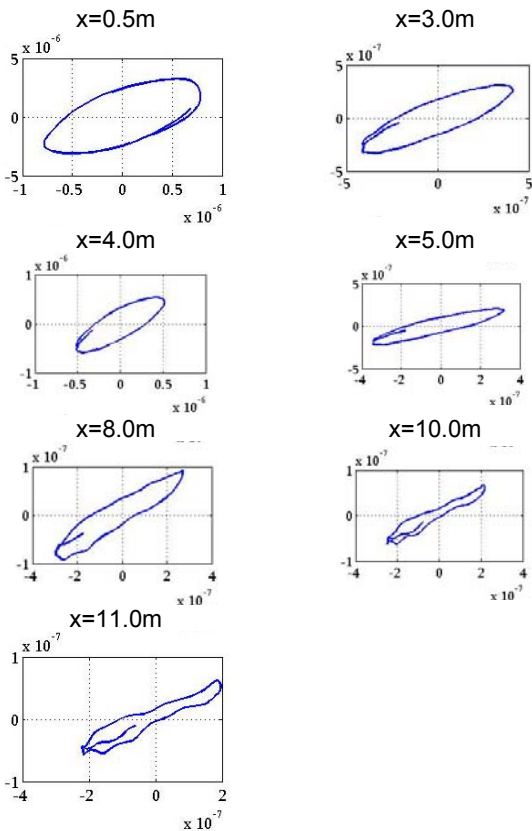 x=0.5m
x 10⁻⁶
5
0
-5
-1 -0.5 0 0.5 1
x 10⁻⁶
x=3.0m
x 10⁻⁷
5
0
-5
-5 0 5
x 10⁻⁷
x=4.0m
x 10⁻⁶
1
0
-1
-1 -0.5 0 0.5 1
x 10⁻⁶
x=5.0m
x 10⁻⁷
5
0
-5
-4 -2 0 2 4
x 10⁻⁷
x=8.0m
x 10⁻⁷
1
0
-1
-4 -2 0 2 4
x 10⁻⁷
x=10.0m
x 10⁻⁷
1
0
-1
-4 -2 0 2 4
x 10⁻⁷
x=11.0m
x 10⁻⁷
1
0
-1
-4 -2 0 2
x 10⁻⁷